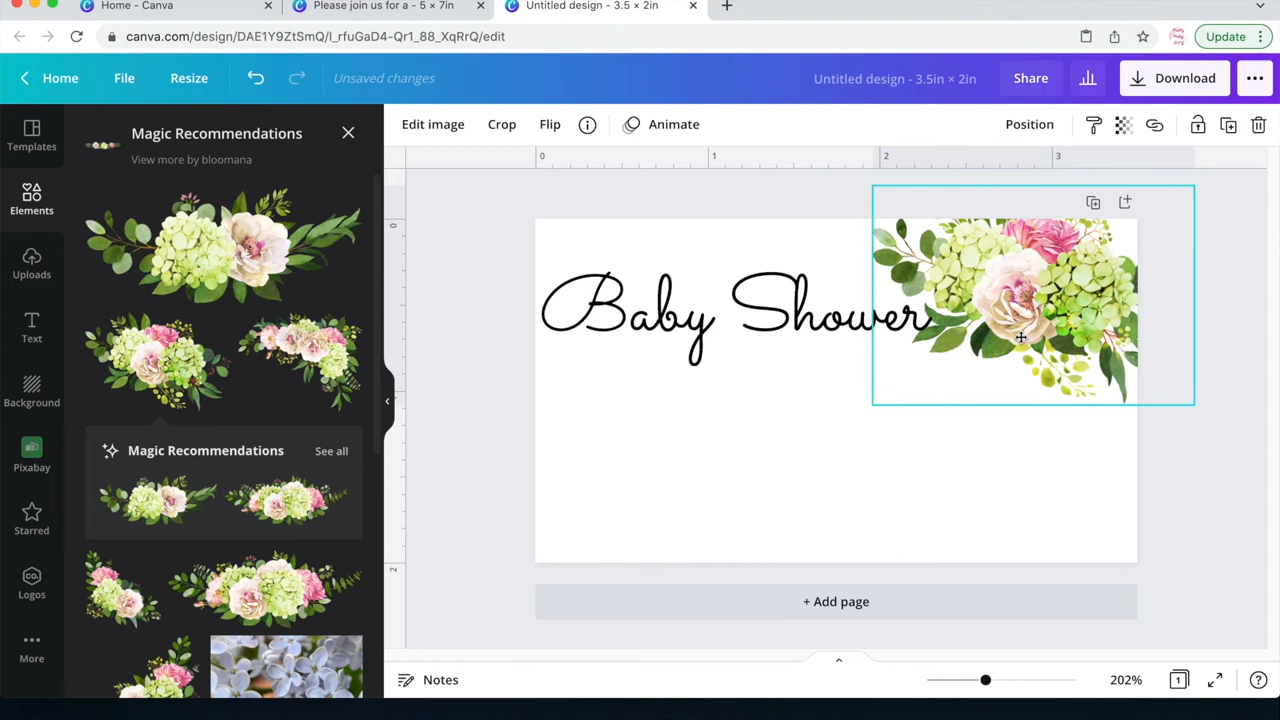 Home - Canva
Please join us for a - 5 × 7in
Untitled design - 3.5 × 2in
canva.com/design/DAE1Y9ZtSmQ/l_rfuGaD4-Qr1_88_XqRrQ/edit
Update
Home
File
Resize
Unsaved changes
Untitled design - 3.5in × 2in
Share
Download
Templates
Elements
Uploads
Text
Background
Pixabay
Starred
CO.
Logos
More
Magic Recommendations
View more by bloomana
Magic Recommendations
See all
Edit image
Crop
Flip
Animate
Position
0 1 2 3
0
2
Baby Shower
+ Add page
Notes
202%
1